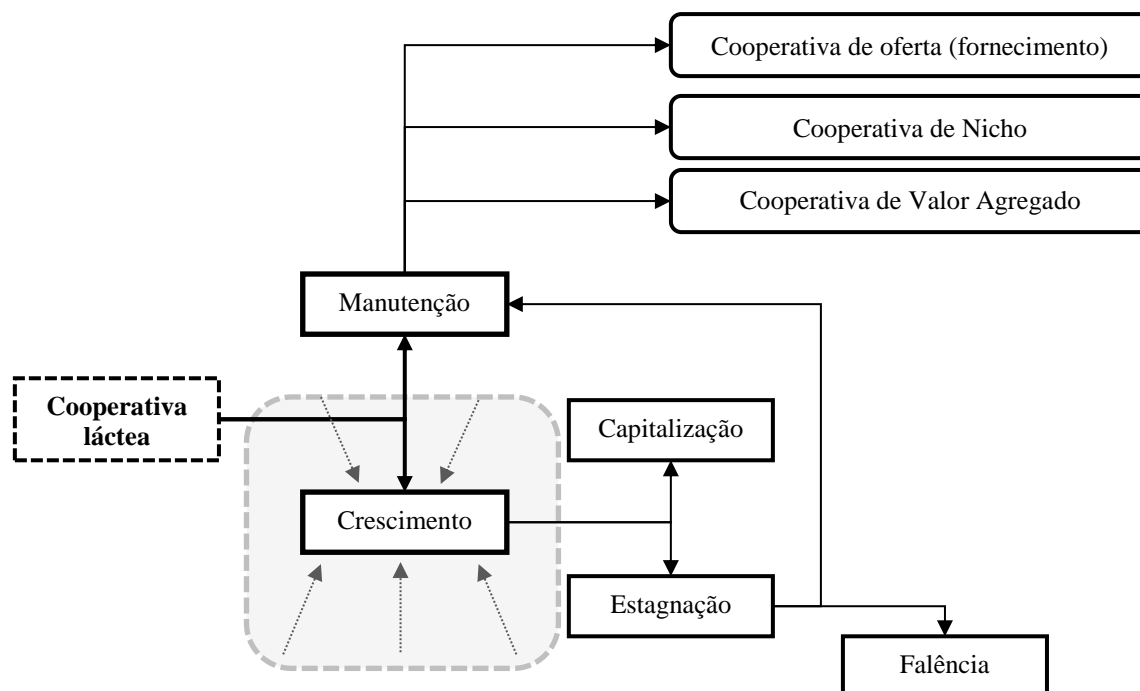 Cooperativa de oferta (fornecimento)
Cooperativa de Nicho
Cooperativa de Valor Agregado
Manutenção
Cooperativa
láctea
Capitalização
Crescimento
Estagnação
Falência